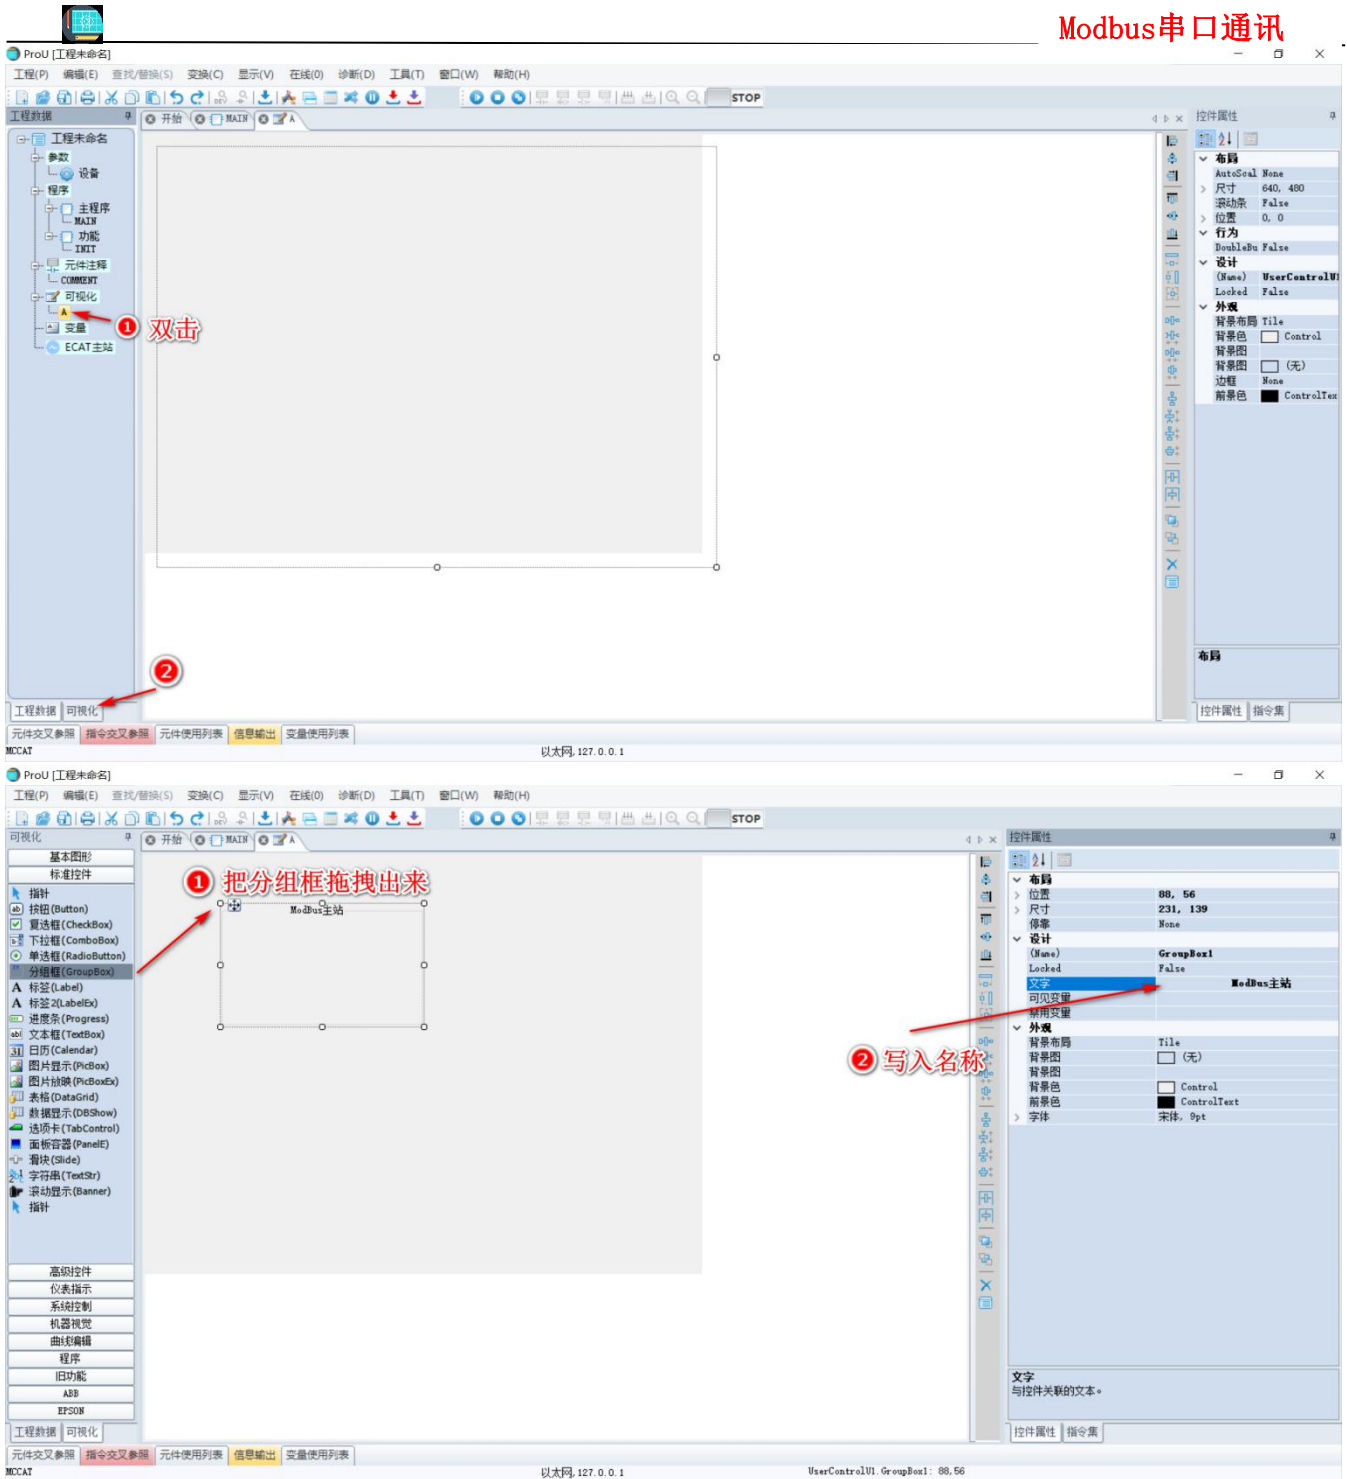 Modbus串口通讯
ProU [工程未命名]
工程(P) 编辑(E) 查找/替换(S) 变换(C) 显示(V) 在线(O) 诊断(D) 工具(T) 窗口(W) 帮助(H)
STOP
工程数据
开始 MAIN A
控件属性
工程未命名
参数
设备
程序
主程序
MAIN
功能
INIT
元件注释
COMMENT
可视化
A
变量
ECAT主站
1 双击
2
布局
AutoScal None
尺寸 640, 480
滚动条 False
位置 0, 0
行为
DoubleBu False
设计
(Name) UserControlU1
Locked False
外观
背景布局 Tile
背景色 Control
背景图
背景图 (无)
边框 None
前景色 ControlTex
布局
工程数据 可视化
控件属性 指令集
元件交叉参照 指令交叉参照 元件使用列表 信息输出 变量使用列表
MCCAT 以太网,127.0.0.1
ProU [工程未命名]
工程(P) 编辑(E) 查找/替换(S) 变换(C) 显示(V) 在线(O) 诊断(D) 工具(T) 窗口(W) 帮助(H)
STOP
可视化
开始 MAIN A
控件属性
基本图形
标准控件
指针
按钮(Button)
复选框(CheckBox)
下拉框(ComboBox)
单选框(RadioButton)
分组框(GroupBox)
标签(Label)
标签2(LabelEx)
进度条(Progress)
文本框(TextBox)
日历(Calendar)
图片显示(PicBox)
图片放映(PicBoxEx)
表格(DataGrid)
数据显示(DBShow)
选项卡(TabControl)
面板容器(PanelE)
滑块(Slide)
字符串(TextStr)
滚动显示(Banner)
指针
高级控件
仪表指示
系统控制
机器视觉
曲线编辑
程序
旧功能
ABB
EPSON
1 把分组框拖拽出来
ModBus主站
2 写入名称
布局
位置 88, 56
尺寸 231, 139
停靠 None
设计
(Name) GroupBox1
Locked False
文字 ModBus主站
可见变量
禁用变量
外观
背景布局 Tile
背景图 (无)
背景图
背景色 Control
前景色 ControlText
字体 宋体, 9pt
文字
与控件关联的文本。
工程数据 可视化
控件属性 指令集
元件交叉参照 指令交叉参照 元件使用列表 信息输出 变量使用列表
MCCAT 以太网,127.0.0.1 UserControlU1.GroupBox1: 88,56